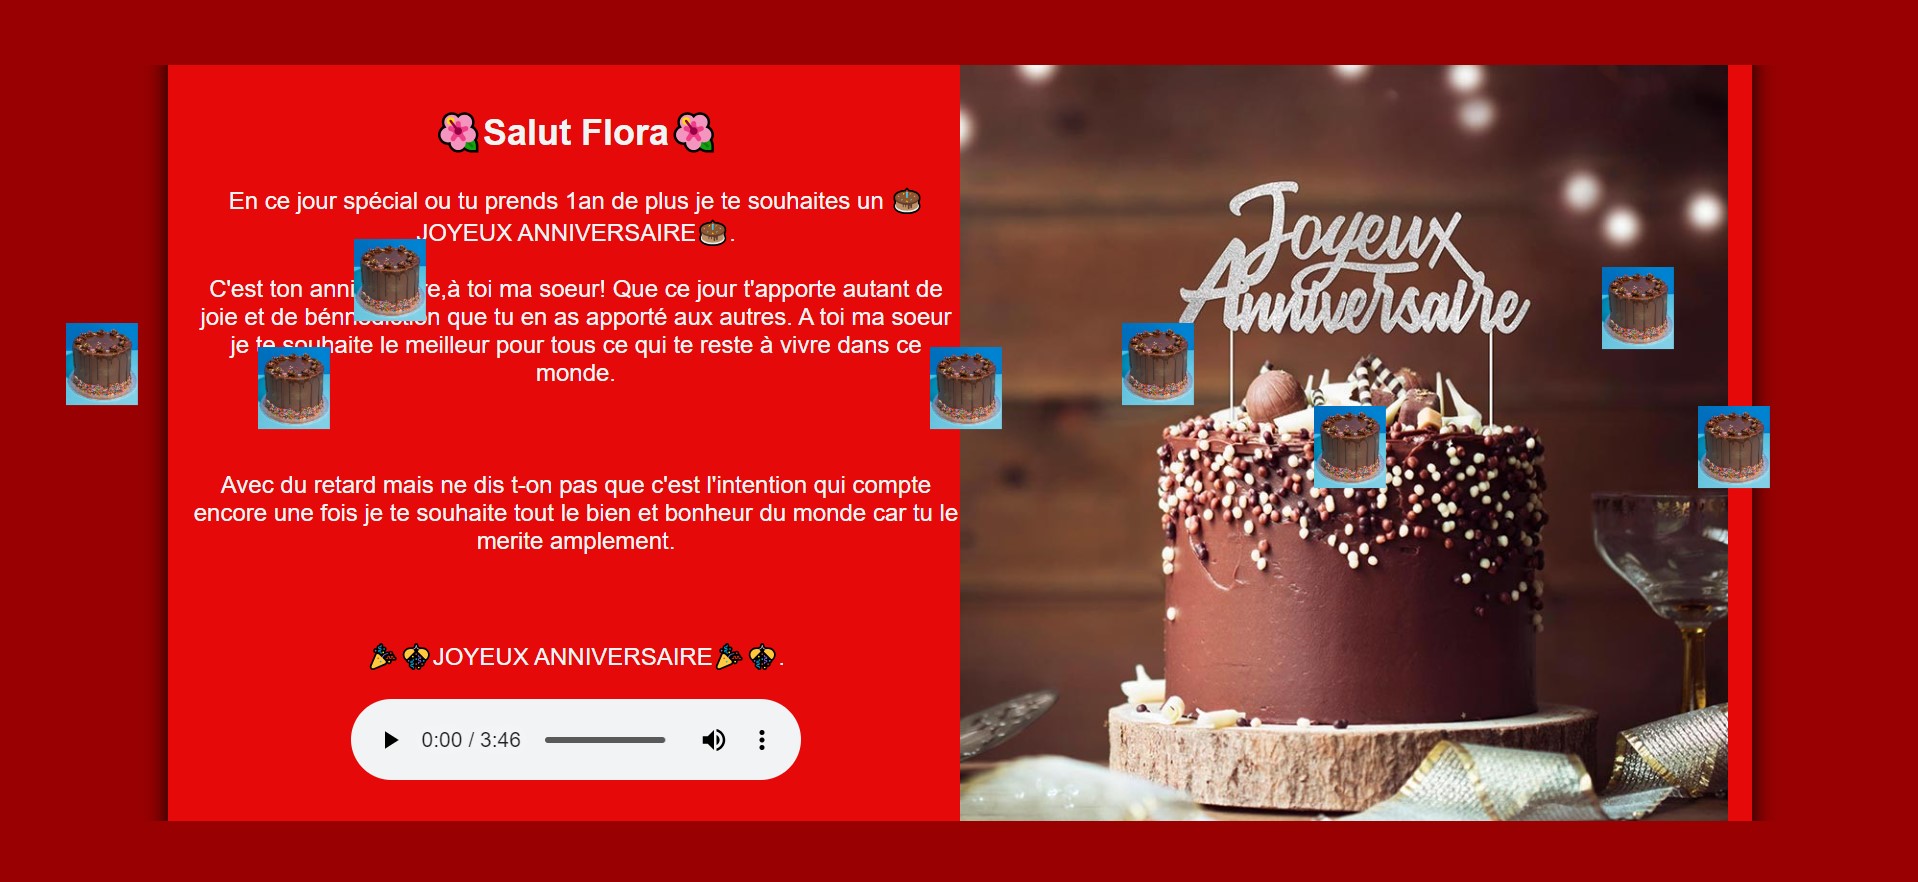 🌺Salut Flora🌺
En ce jour spécial ou tu prends 1an de plus je te souhaites un 🎂
JOYEUX ANNIVERSAIRE🎂.
C'est ton anni re,à toi ma soeur! Que ce jour t'apporte autant de
joie et de bénnediction que tu en as apporté aux autres. A toi ma soeur
je te souhaite le meilleur pour tous ce qui te reste à vivre dans ce
monde.
Avec du retard mais ne dis t-on pas que c'est l'intention qui compte
encore une fois je te souhaite tout le bien et bonheur du monde car tu le
merite amplement.
🎉🎊JOYEUX ANNIVERSAIRE🎉🎊.
0:00 / 3:46
Joyeux
Anniversaire